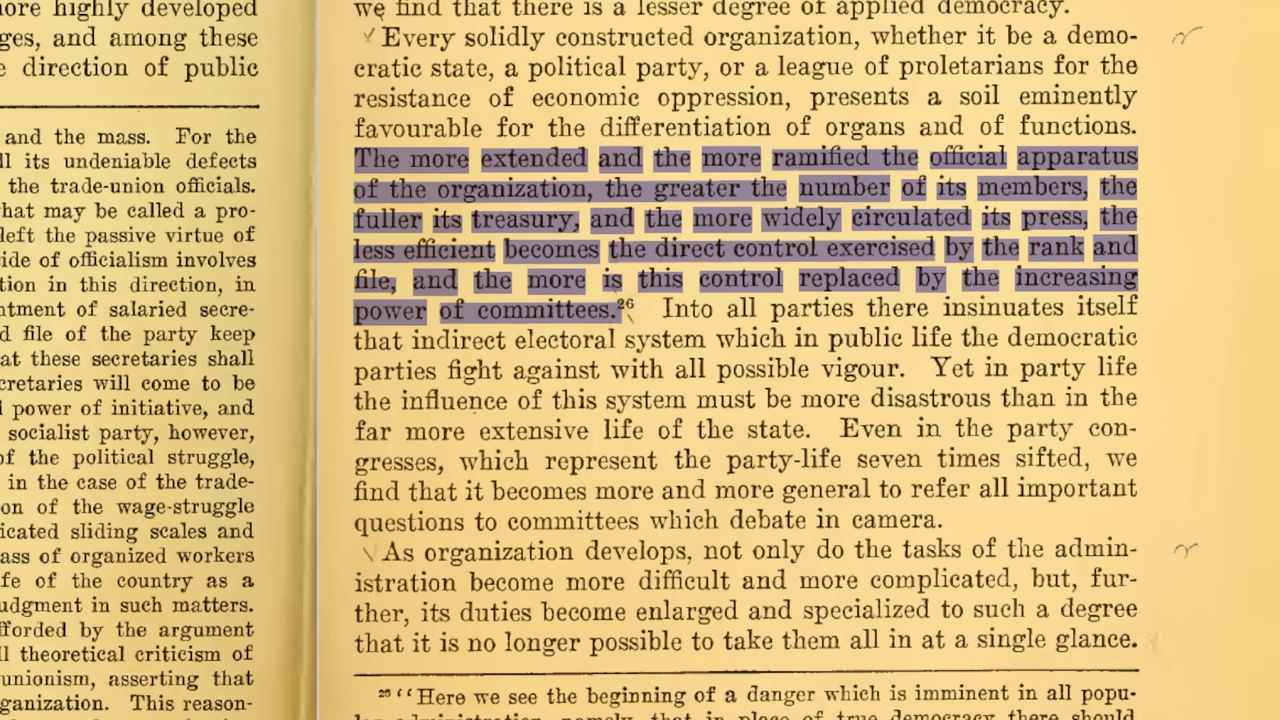 more highly developed
ges, and among these
e direction of public
and the mass. For the
ll its undeniable defects
the trade-union officials.
hat may be called a pro-
left the passive virtue of
ide of officialism involves
tion in this direction, in
ntment of salaried secre-
d file of the party keep
at these secretaries shall
cretaries will come to be
l power of initiative, and
socialist party, however,
of the political struggle,
in the case of the trade-
on of the wage-struggle
icated sliding scales and
ass of organized workers
fe of the country as a
udgment in such matters.
fforded by the argument
ll theoretical criticism of
unionism, asserting that
ganization. This reason-
we find that there is a lesser degree of applied democracy.
Every solidly constructed organization, whether it be a demo-
cratic state, a political party, or a league of proletarians for the
resistance of economic oppression, presents a soil eminently
favourable for the differentiation of organs and of functions.
The more extended and the more ramified the official apparatus
of the organization, the greater the number of its members, the
fuller its treasury, and the more widely circulated its press, the
less efficient becomes the direct control exercised by the rank and
file, and the more is this control replaced by the increasing
power of committees.²⁶ Into all parties there insinuates itself
that indirect electoral system which in public life the democratic
parties fight against with all possible vigour. Yet in party life
the influence of this system must be more disastrous than in the
far more extensive life of the state. Even in the party con-
gresses, which represent the party-life seven times sifted, we
find that it becomes more and more general to refer all important
questions to committees which debate in camera.
As organization develops, not only do the tasks of the admin-
istration become more difficult and more complicated, but, fur-
ther, its duties become enlarged and specialized to such a degree
that it is no longer possible to take them all in at a single glance.
²⁶ "Here we see the beginning of a danger which is imminent in all popu-
lar administration, namely, that in place of true democracy there should